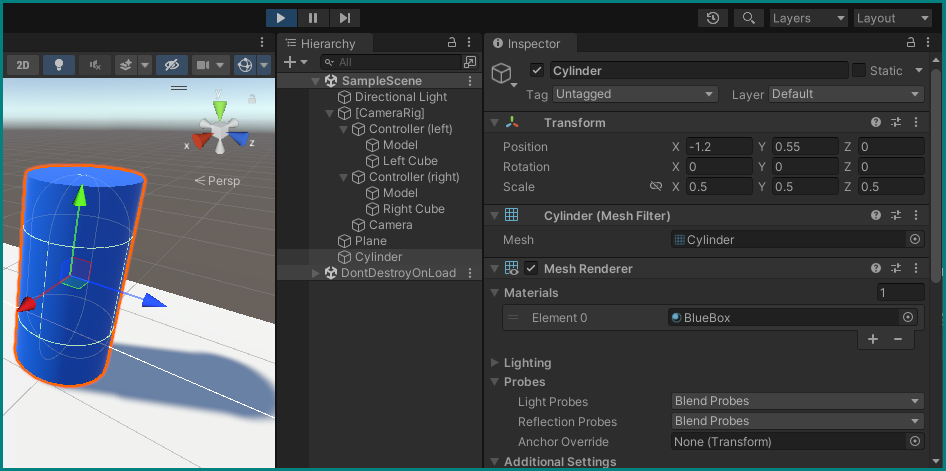 Layers
Layout
Hierarchy
Inspector
2D
All
SampleScene
Directional Light
[CameraRig]
Controller (left)
Model
Left Cube
Controller (right)
Model
Right Cube
Camera
Plane
Cylinder
DontDestroyOnLoad
y
x
z
Persp
Cylinder
Static
Tag Untagged
Layer Default
Transform
Position X -1.2 Y 0.55 Z 0
Rotation X 0 Y 0 Z 0
Scale X 0.5 Y 0.5 Z 0.5
Cylinder (Mesh Filter)
Mesh Cylinder
Mesh Renderer
Materials 1
Element 0 BlueBox
Lighting
Probes
Light Probes Blend Probes
Reflection Probes Blend Probes
Anchor Override None (Transform)
Additional Settings